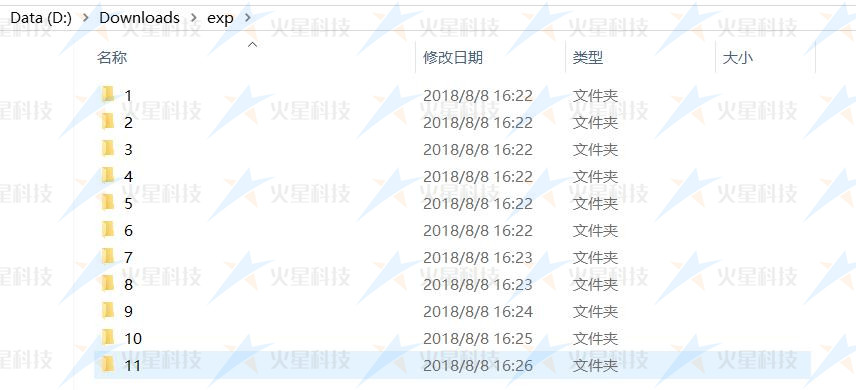 Data (D:) > Downloads > exp >
名称 修改日期 类型 大小
1 2018/8/8 16:22 文件夹
2 2018/8/8 16:22 文件夹
3 2018/8/8 16:22 文件夹
4 2018/8/8 16:22 文件夹
5 2018/8/8 16:22 文件夹
6 2018/8/8 16:22 文件夹
7 2018/8/8 16:23 文件夹
8 2018/8/8 16:23 文件夹
9 2018/8/8 16:24 文件夹
10 2018/8/8 16:25 文件夹
11 2018/8/8 16:26 文件夹
火星科技